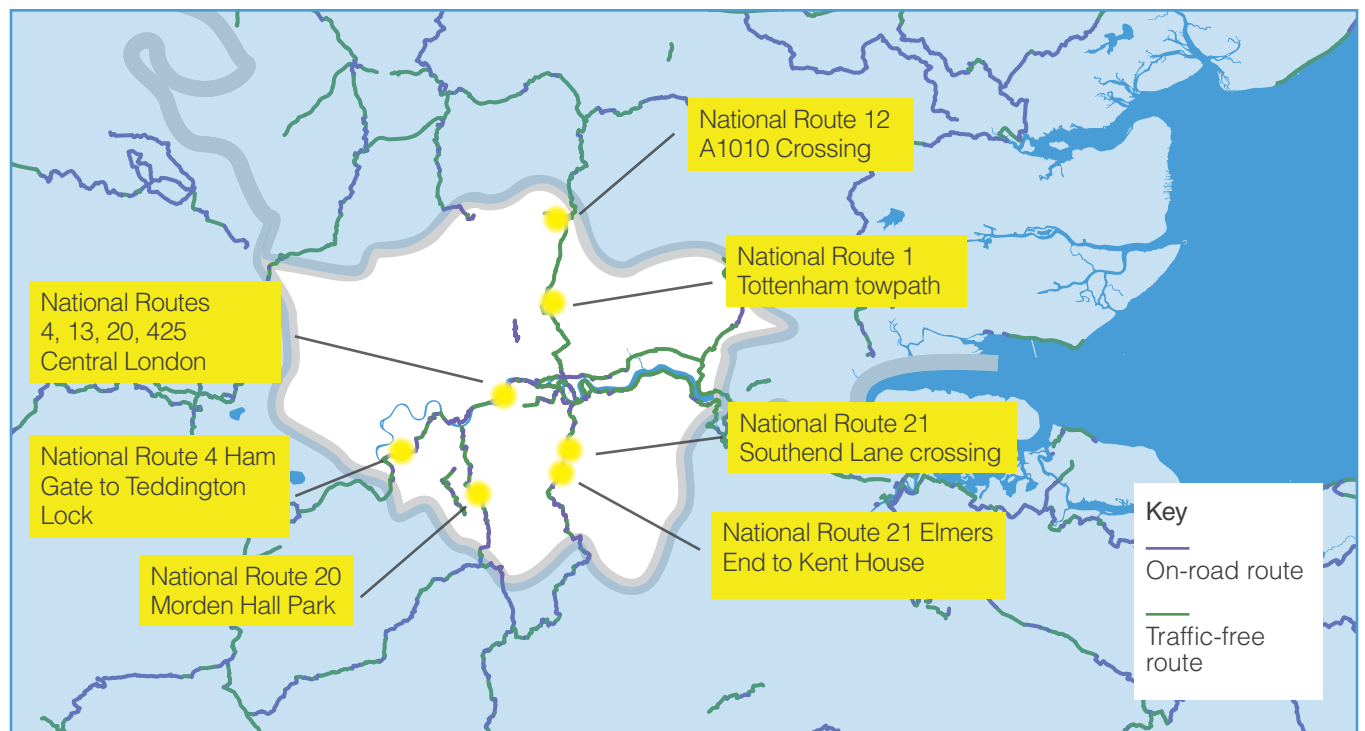 National Route 12
A1010 Crossing
National Route 1
Tottenham towpath
National Routes
4, 13, 20, 425
Central London
National Route 21
Southend Lane crossing
National Route 4 Ham
Gate to Teddington
Lock
National Route 21 Elmers
End to Kent House
National Route 20
Morden Hall Park
Key
On-road route
Traffic-free
route